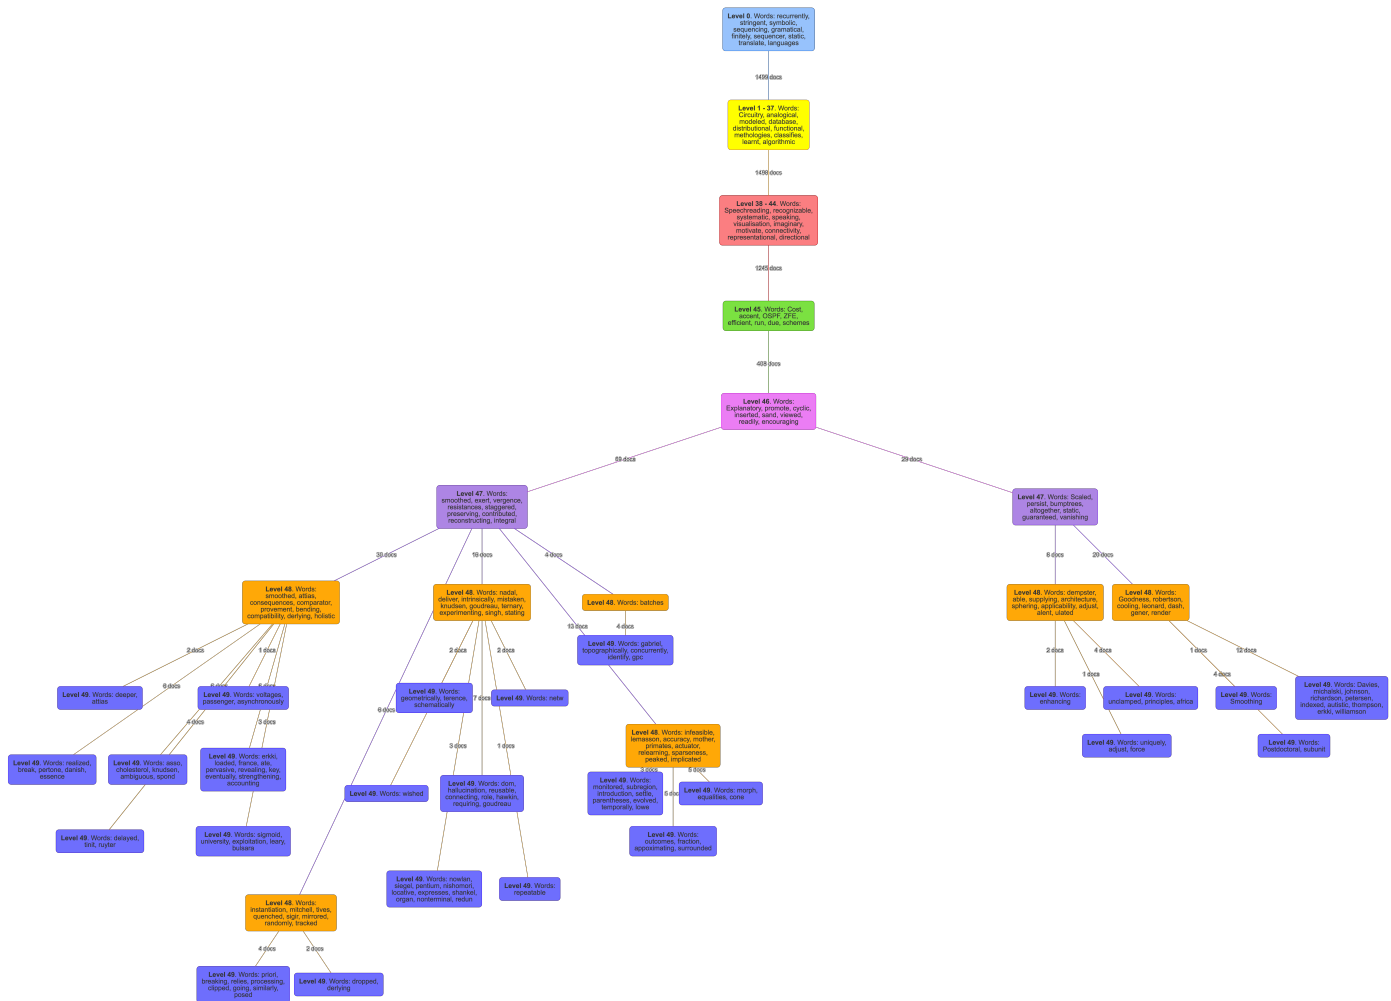 Level 0. Words: recurrently,
stringent, symbolic,
sequencing, gramatical,
finitely, sequencer, static,
translate, languages
1499 docs
Level 1 - 37. Words:
Circuitry, analogical,
modeled, database,
distributional, functional,
methologies, classifies,
learnt, algorithmic
1498 docs
Level 38 - 44. Words:
Speechreading, recognizable,
systematic, speaking,
visualisation, imaginary,
motivate, connectivity,
representational, directional
1245 docs
Level 45. Words: Cost,
accent, OSPF, ZFE,
efficient, run, due, schemes
408 docs
Level 46. Words:
Explanatory, promote, cyclic,
inserted, sand, viewed,
readily, encouraging
69 docs
29 docs
Level 47. Words:
smoothed, exert, vergence,
resistances, staggered,
preserving, contributed,
reconstructing, integral
Level 47. Words: Scaled,
persist, bumptrees,
altogether, static,
guaranteed, vanishing
30 docs
16 docs
4 docs
6 docs
20 docs
Level 48. Words:
smoothed, attias,
consequences, comparator,
provement, bending,
compatibility, derlying, holistic
Level 48. Words: nadal,
deliver, intrinsically, mistaken,
knudsen, goudreau, ternary,
experimenting, singh, stating
Level 48. Words: batches
Level 48. Words: dempster,
able, supplying, architecture,
sphering, applicability, adjust,
alent, ulated
Level 48. Words:
Goodness, robertson,
cooling, leonard, dash,
gener, render
13 docs
4 docs
2 docs
1 docs
2 docs
2 docs
2 docs
4 docs
1 docs
12 docs
Level 49. Words: gabriel,
topographically, concurrently,
identify, gpc
6 docs
1 docs
4 docs
Level 49. Words: deeper,
attias
Level 49. Words: voltages,
passenger, asynchronously
Level 49. Words:
geometrically, terence,
schematically
Level 49. Words: nehe
Level 49. Words:
enhancing
Level 49. Words:
unclamped, principles, africa
Level 49. Words:
Smoothing
Level 49. Words: Davies,
michalski, johnson,
richardson, petersen,
indexed, autistic, thompson,
erkki, williamson
7 docs
6 docs
4 docs
3 docs
3 docs
1 docs
Level 48. Words: infeasible,
lemasson, accuracy, mother,
primates, actuator,
relearning, sparseness,
peaked, implicated
Level 49. Words: uniquely,
adjust, force
Level 49. Words:
Postdoctoral, subunit
Level 49. Words: realized,
break, pertone, danish,
essence
Level 49. Words: aeso,
cholesterol, knudsen,
ambiguous, spond
Level 49. Words: erkki,
loaded, france, ate,
pervasive, revealing, key,
eventually, strengthening,
accounting
5 docs
Level 49. Words: wished
Level 49. Words: dom,
hallucination, reusable,
connecting, role, hawkin,
requiring, goudreau
Level 49. Words:
monitored, subregion,
introduction, settle,
parentheses, evolved,
temporally, lowe
Level 49. Words: morph,
equalities, cone
Level 49. Words: delayed,
tinit, ruyter
Level 49. Words: sigmoid,
university, exploitation, leary,
bulsara
Level 49. Words:
outcomes, fraction,
appoximating, surrounded
Level 49. Words: nowlan,
siegel, pentium, nishomori,
locative, expresses, shankel,
organ, nonterminal, redun
Level 49. Words:
repeatable
Level 48. Words:
instantiation, mitchell, tives,
quenched, sigir, mirrored,
randomly, tracked
4 docs
2 docs
Level 49. Words: priori,
breaking, relies, processing,
clipped, going, similarly,
posed
Level 49. Words: dropped,
derlying